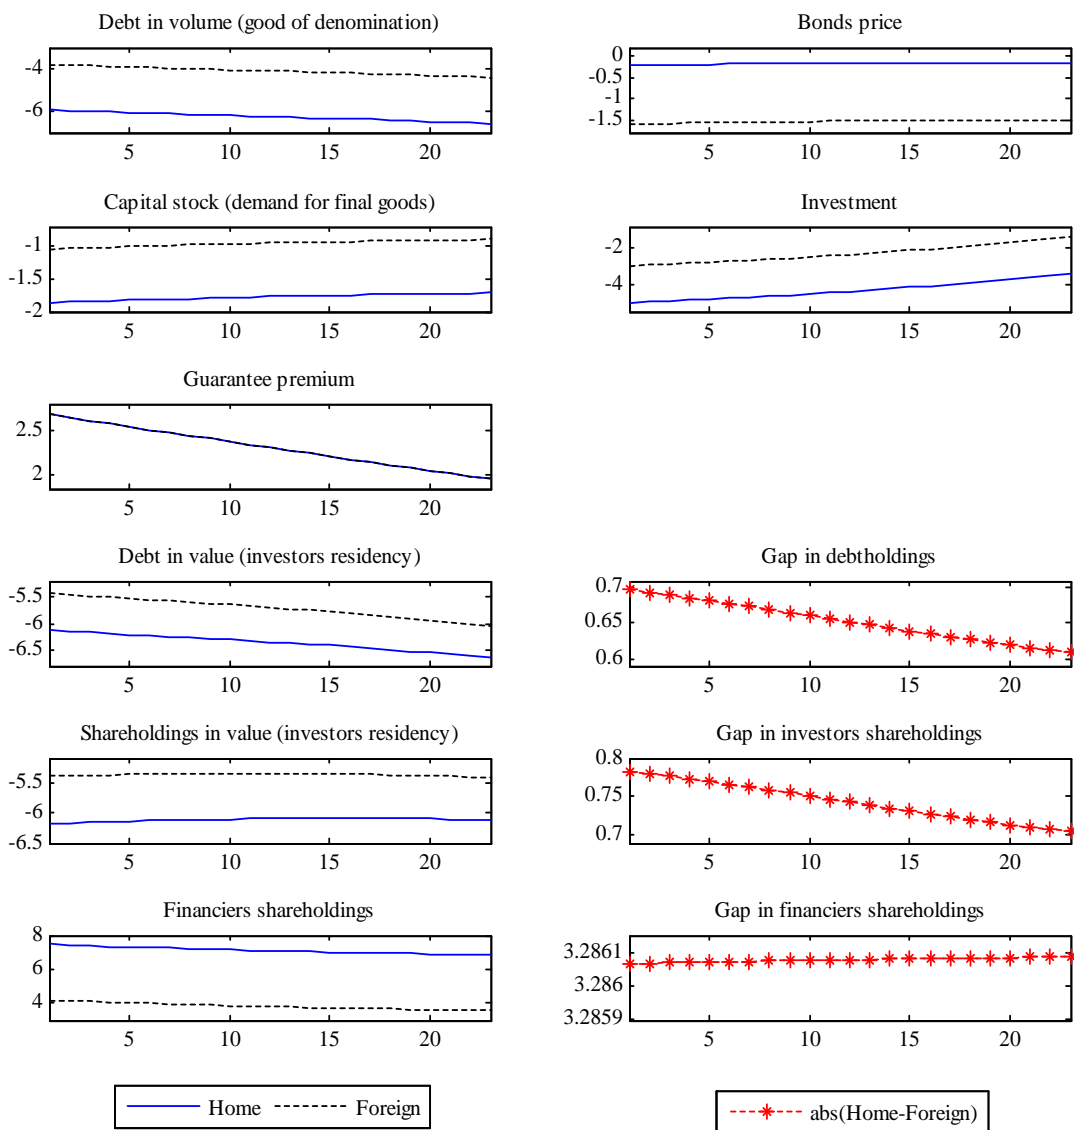 Debt in volume (good of denomination)
-4
-6
5 10 15 20
Bonds price
0
-0.5
-1
-1.5
5 10 15 20
Capital stock (demand for final goods)
-1
-1.5
-2
5 10 15 20
Investment
-2
-4
5 10 15 20
Guarantee premium
2.5
2
5 10 15 20
Debt in value (investors residency)
-5.5
-6
-6.5
5 10 15 20
Gap in debtholdings
0.7
0.65
0.6
5 10 15 20
Shareholdings in value (investors residency)
-5.5
-6
-6.5
5 10 15 20
Gap in investors shareholdings
0.8
0.75
0.7
5 10 15 20
Financiers shareholdings
8
6
4
5 10 15 20
Gap in financiers shareholdings
3.2861
3.286
3.2859
5 10 15 20
Home Foreign
abs(Home-Foreign)